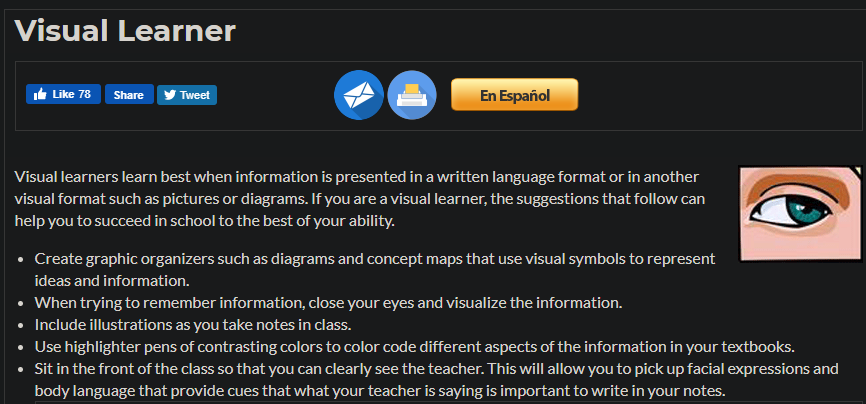 Visual Learner
Like 78 Share Tweet En Español
Visual learners learn best when information is presented in a written language format or in another
visual format such as pictures or diagrams. If you are a visual learner, the suggestions that follow can
help you to succeed in school to the best of your ability.
• Create graphic organizers such as diagrams and concept maps that use visual symbols to represent
ideas and information.
• When trying to remember information, close your eyes and visualize the information.
• Include illustrations as you take notes in class.
• Use highlighter pens of contrasting colors to color code different aspects of the information in your textbooks.
• Sit in the front of the class so that you can clearly see the teacher. This will allow you to pick up facial expressions and
body language that provide cues that what your teacher is saying is important to write in your notes.